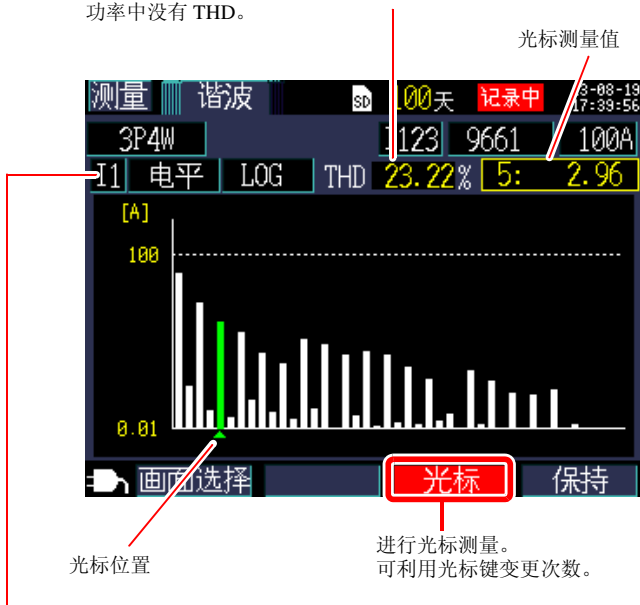 功率中没有 THD。
光标测量值
测量 谐波 SD 100天 记录中 3-08-19
17:39:56
3P4W 123 9661 100A
I1 电平 LOG THD 23.22% 5: 2.96
[A]
100
0.01
画面选择 光标 保持
光标位置
进行光标测量。
可利用光标键变更次数。